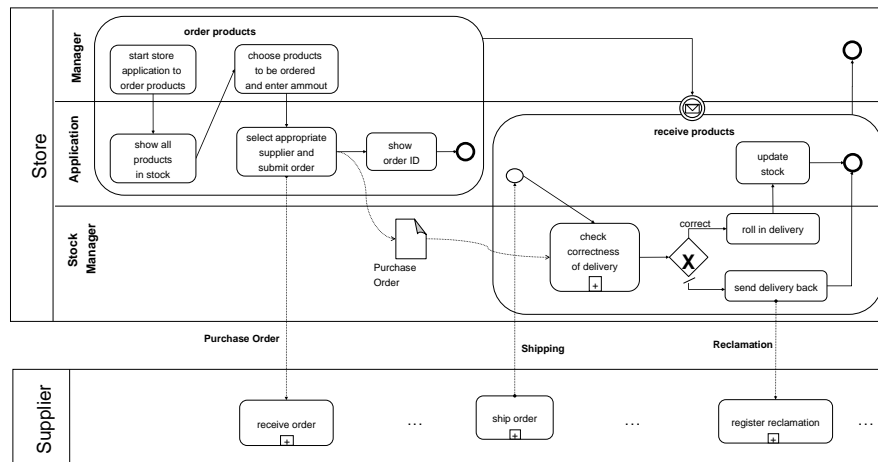 Store
Manager
Application
Stock
Manager
order products
start store
application to
order products
choose products
to be ordered
and enter ammout
show all
products
in stock
select appropriate
supplier and
submit order
show
order ID
receive products
update
stock
check
correctness
of delivery
+
correct
X
roll in delivery
send delivery back
Purchase
Order
Purchase Order
Shipping
Reclamation
Supplier
receive order
+
...
ship order
+
...
register reclamation
+
...